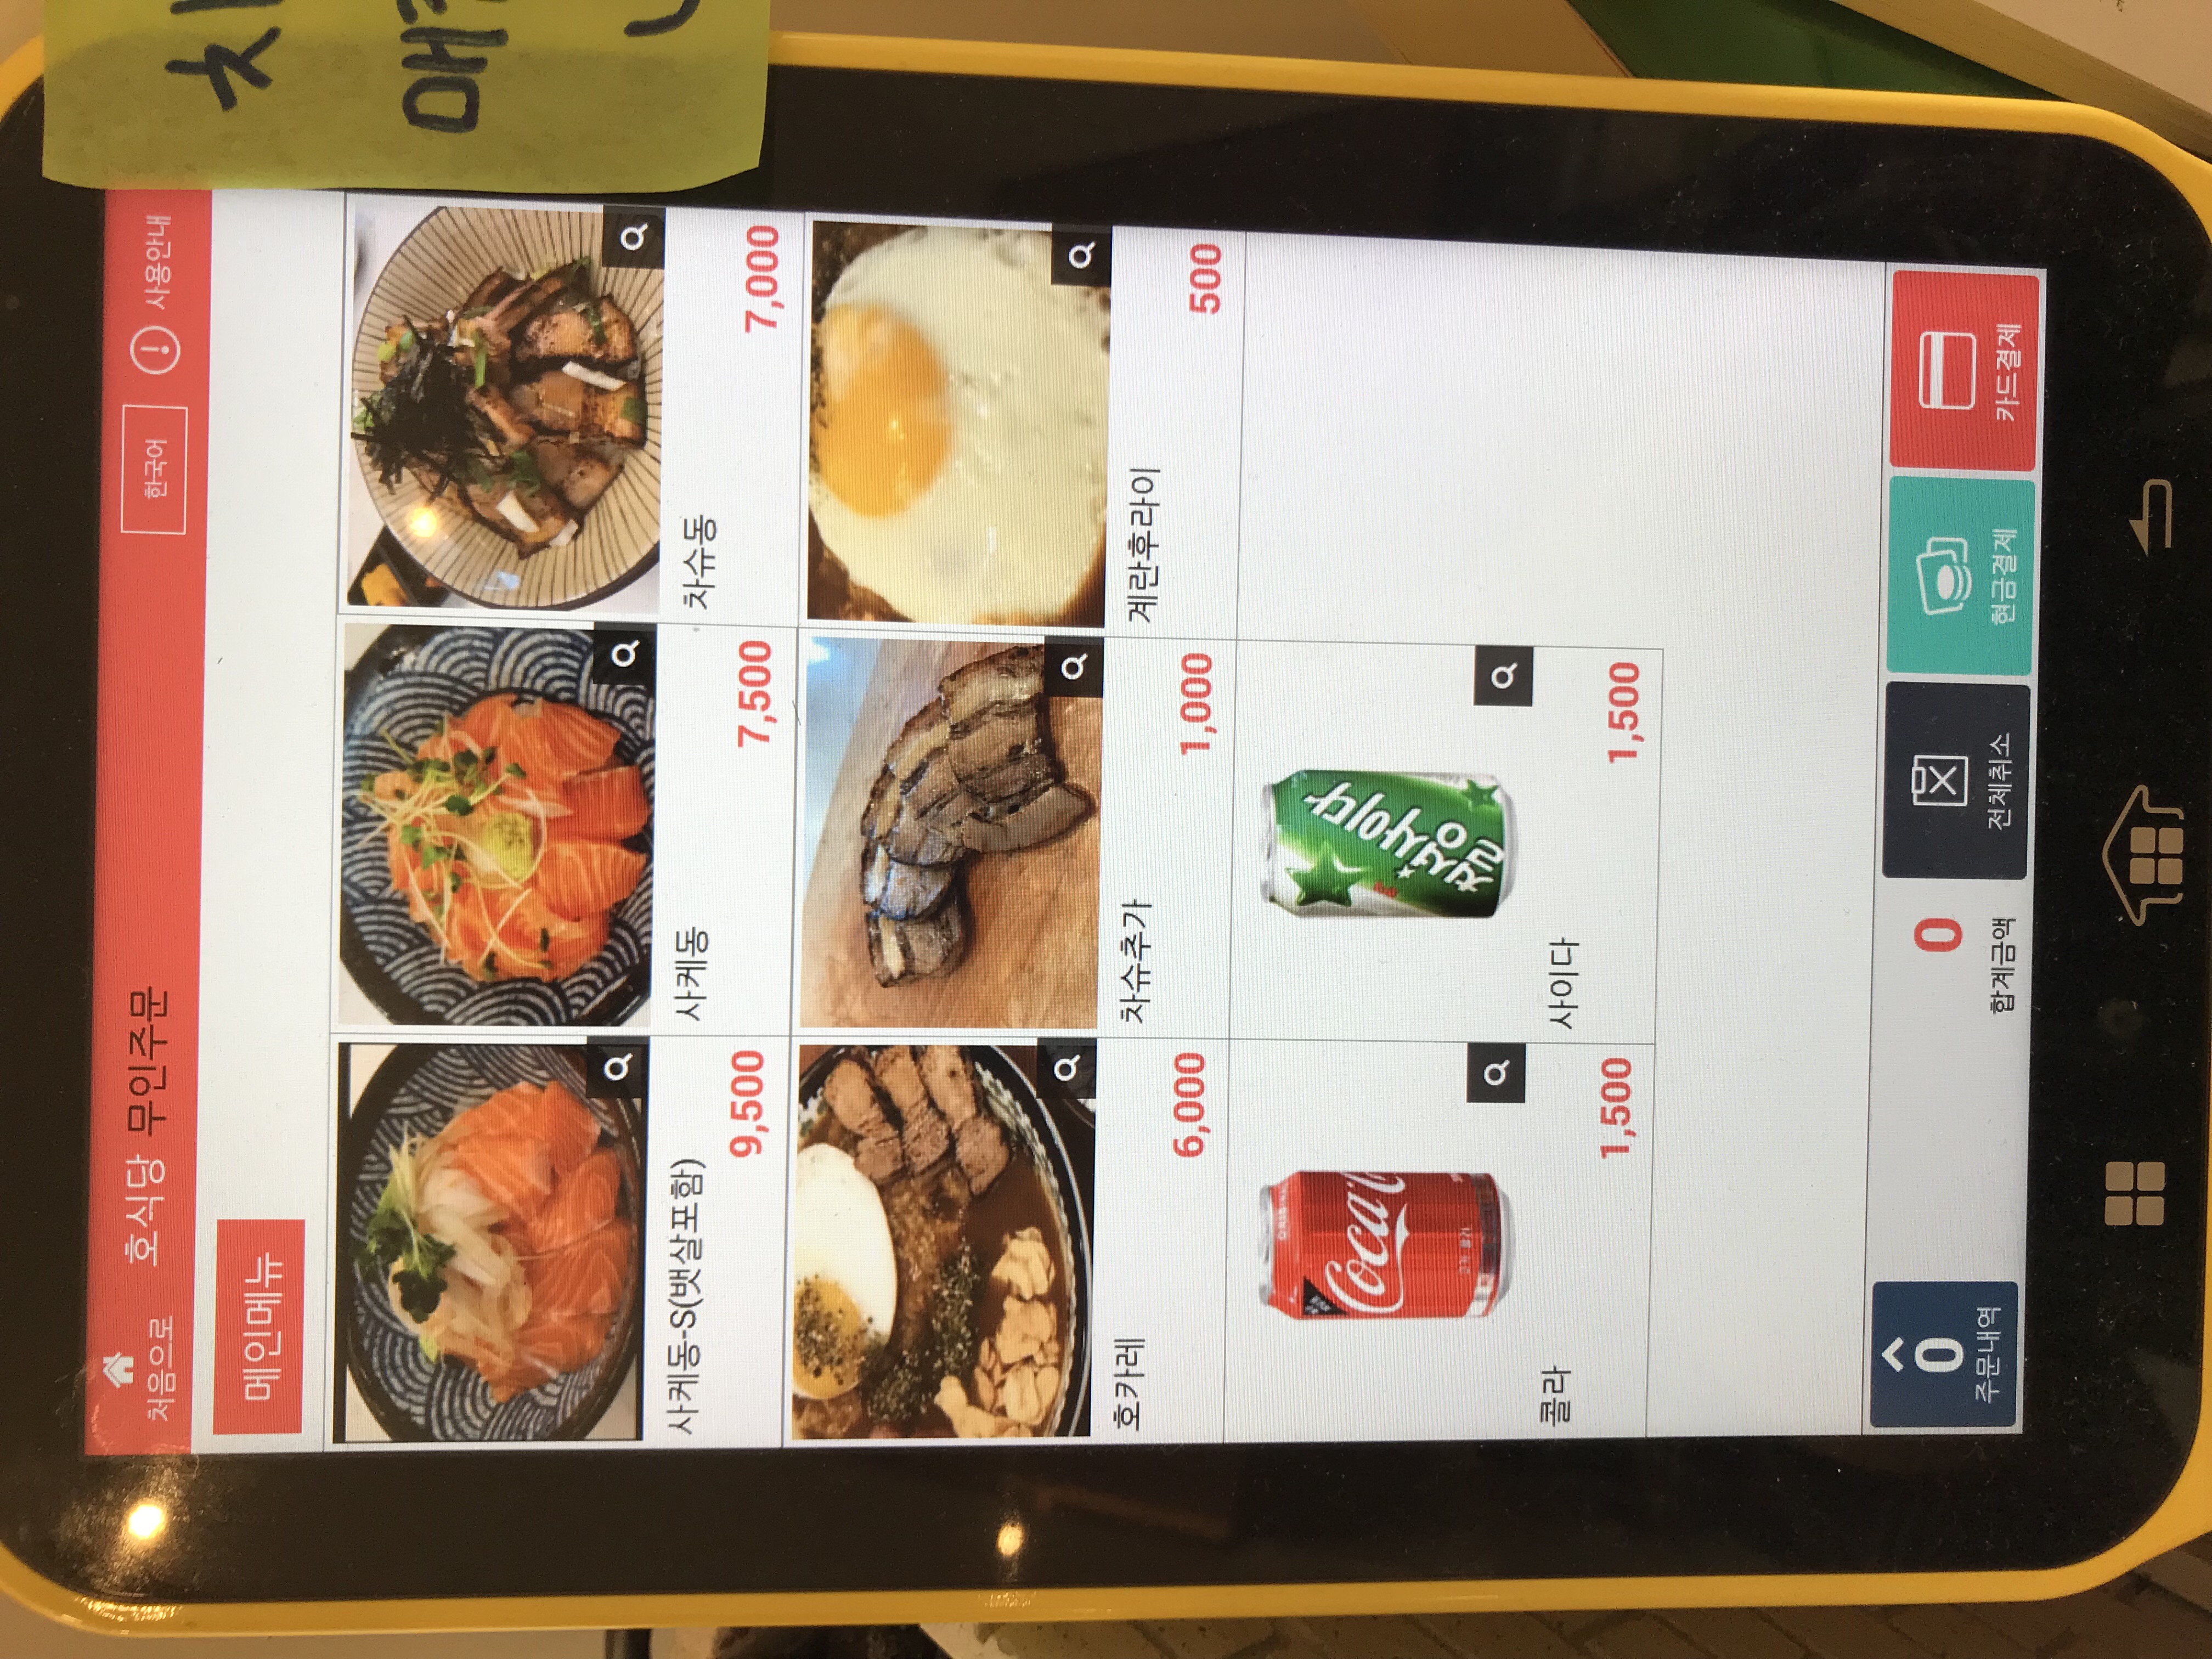 처음으로
호식당 무인주문
한국어
사용안내
메인메뉴
사케동-S(뱃살포함)
9,500
사케동
7,500
차슈동
7,000
호카레
6,000
차슈추가
1,000
계란후라이
500
ORIGINAL
Coca-C
칠성사이다
콜라
1,500
사이다
1,500
0
주문내역
0
합계금액
전체취소
현금결제
카드결제